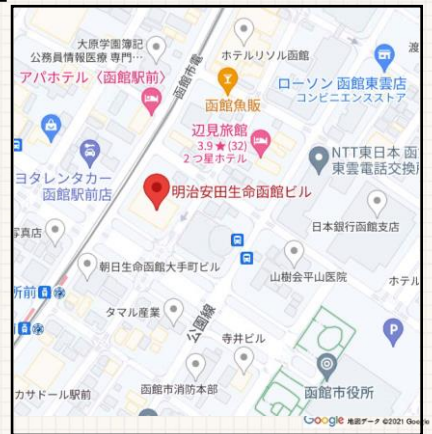 大原学園簿記
公務員情報医療 専門…
ホテルリソル函館
アパホテル〈函館駅前〉
函館市電
ローソン 函館東雲店
コンビニエンスストア
函館魚販
辺見旅館
3.9★(32)
2つ星ホテル
NTT東日本 函
東雲電話交換
ヨタレンタカー
函館駅前店
明治安田生命函館ビル
日本銀行函館支店
写真店
朝日生命函館大手町ビル
山樹会平山医院
ホテル
所前
タマル産業
公園線
寺井ビル
P
カサドール駅前
函館市消防本部
函館市役所
Google 地図データ ©2021 Google